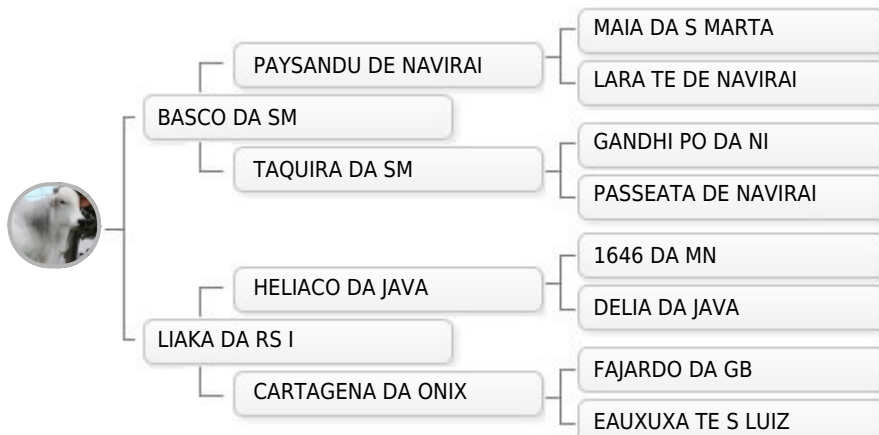 MAIA DA S MARTA
PAYSANDU DE NAVIRAI
LARA TE DE NAVIRAI
BASCO DA SM
GANDHI PO DA NI
TAQUIRA DA SM
PASSEATA DE NAVIRAI
1646 DA MN
HELIACO DA JAVA
DELIA DA JAVA
LIAKA DA RS I
FAJARDO DA GB
CARTAGENA DA ONIX
EAUXUXA TE S LUIZ